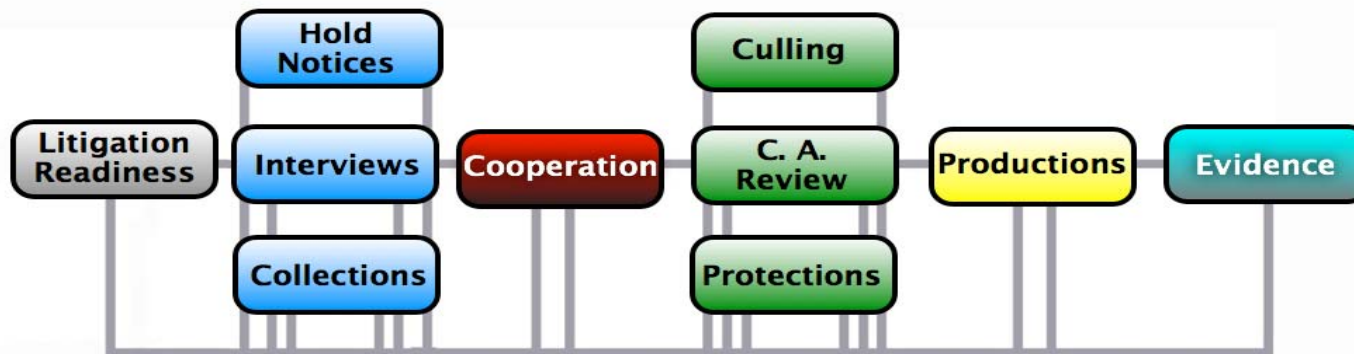 Litigation
Readiness
Hold
Notices
Interviews
Collections
Cooperation
Culling
C. A.
Review
Protections
Productions
Evidence